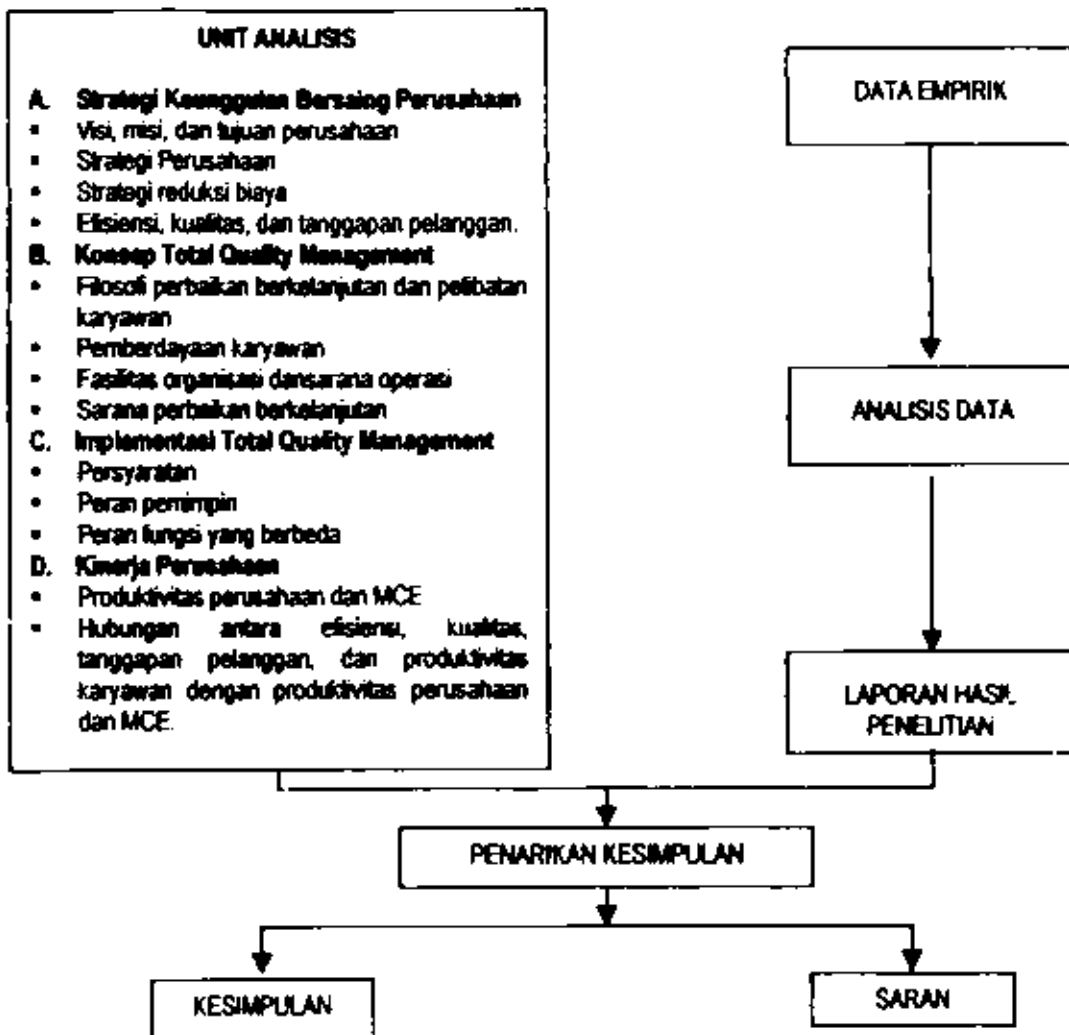 UNIT ANALISIS
A. Strategi Keunggulan Bersaing Perusahaan
• Visi, misi, dan tujuan perusahaan
• Strategi Perusahaan
• Strategi reduksi biaya
• Efisiensi, kualitas, dan tanggapan pelanggan.
B. Konsep Total Quality Management
• Filosofi perbaikan berkelanjutan dan pelibatan
karyawan
• Pemberdayaan karyawan
• Fasilitas organisasi dansarana operasi
• Sarana perbaikan berkelanjutan
C. Implementasi Total Quality Management
• Persyaratan
• Peran pemimpin
• Peran fungsi yang berbeda
D. Kinerja Perusahaan
• Produktivitas perusahaan dan MCE
• Hubungan antara efisiensi, kualitas,
tanggapan pelanggan, dan produktivitas
karyawan dengan produktivitas perusahaan
dan MCE.
DATA EMPIRIK
ANALISIS DATA
LAPORAN HASIL
PENELITIAN
PENARIKAN KESIMPULAN
KESIMPULAN
SARAN